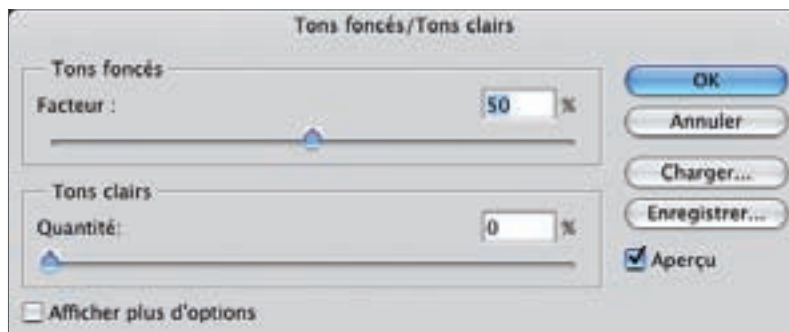 Tons foncés/Tons clairs
Tons foncés
Facteur : 50 %
Tons clairs
Quantité: 0 %
Afficher plus d'options
OK
Annuler
Charger...
Enregistrer...
Aperçu